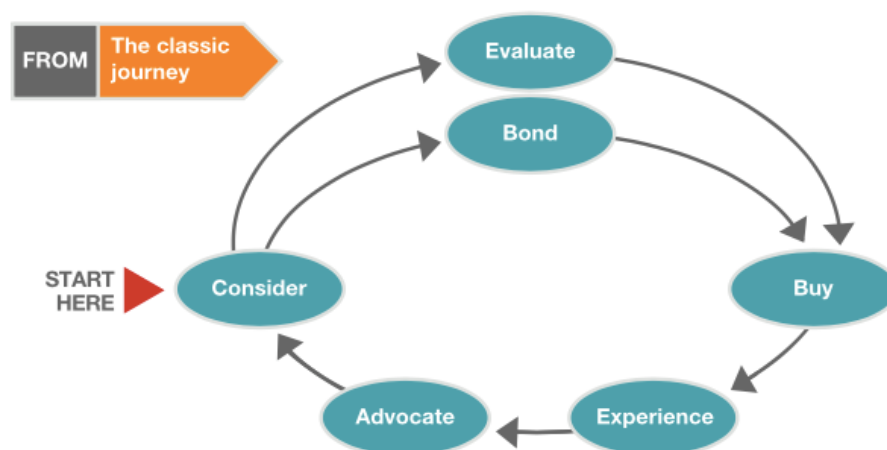 FROM
The classic
journey
Evaluate
Bond
START
HERE
Consider
Buy
Advocate
Experience